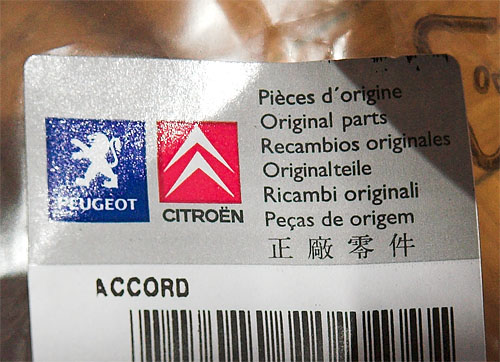 Pièces d'origine
Original parts
Recambios originales
Originalteile
Ricambi originali
Peças de origem
正廠零件
PEUGEOT
CITROËN
ACCORD